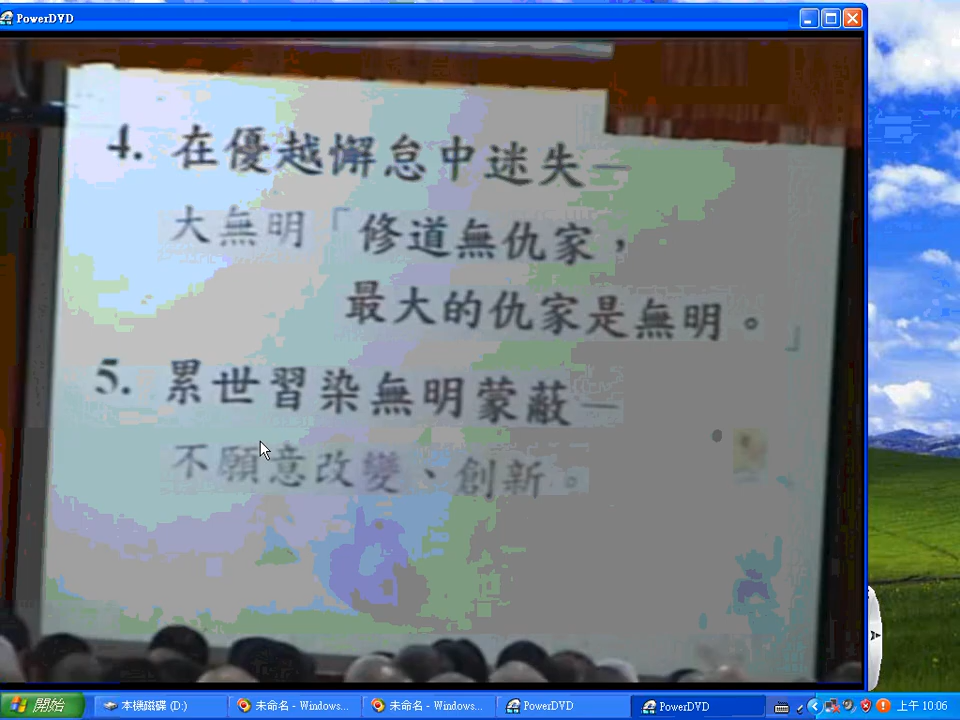 PowerDVD
4. 在優越懈怠中迷失—
大無明「修道無仇家，
最大的仇家是無明。」
5. 累世習染無明蒙蔽—
不願意改變、創新。
開始
本機磁碟 (D:)
未命名 - Windows...
未命名 - Windows...
PowerDVD
PowerDVD
上午 10:06